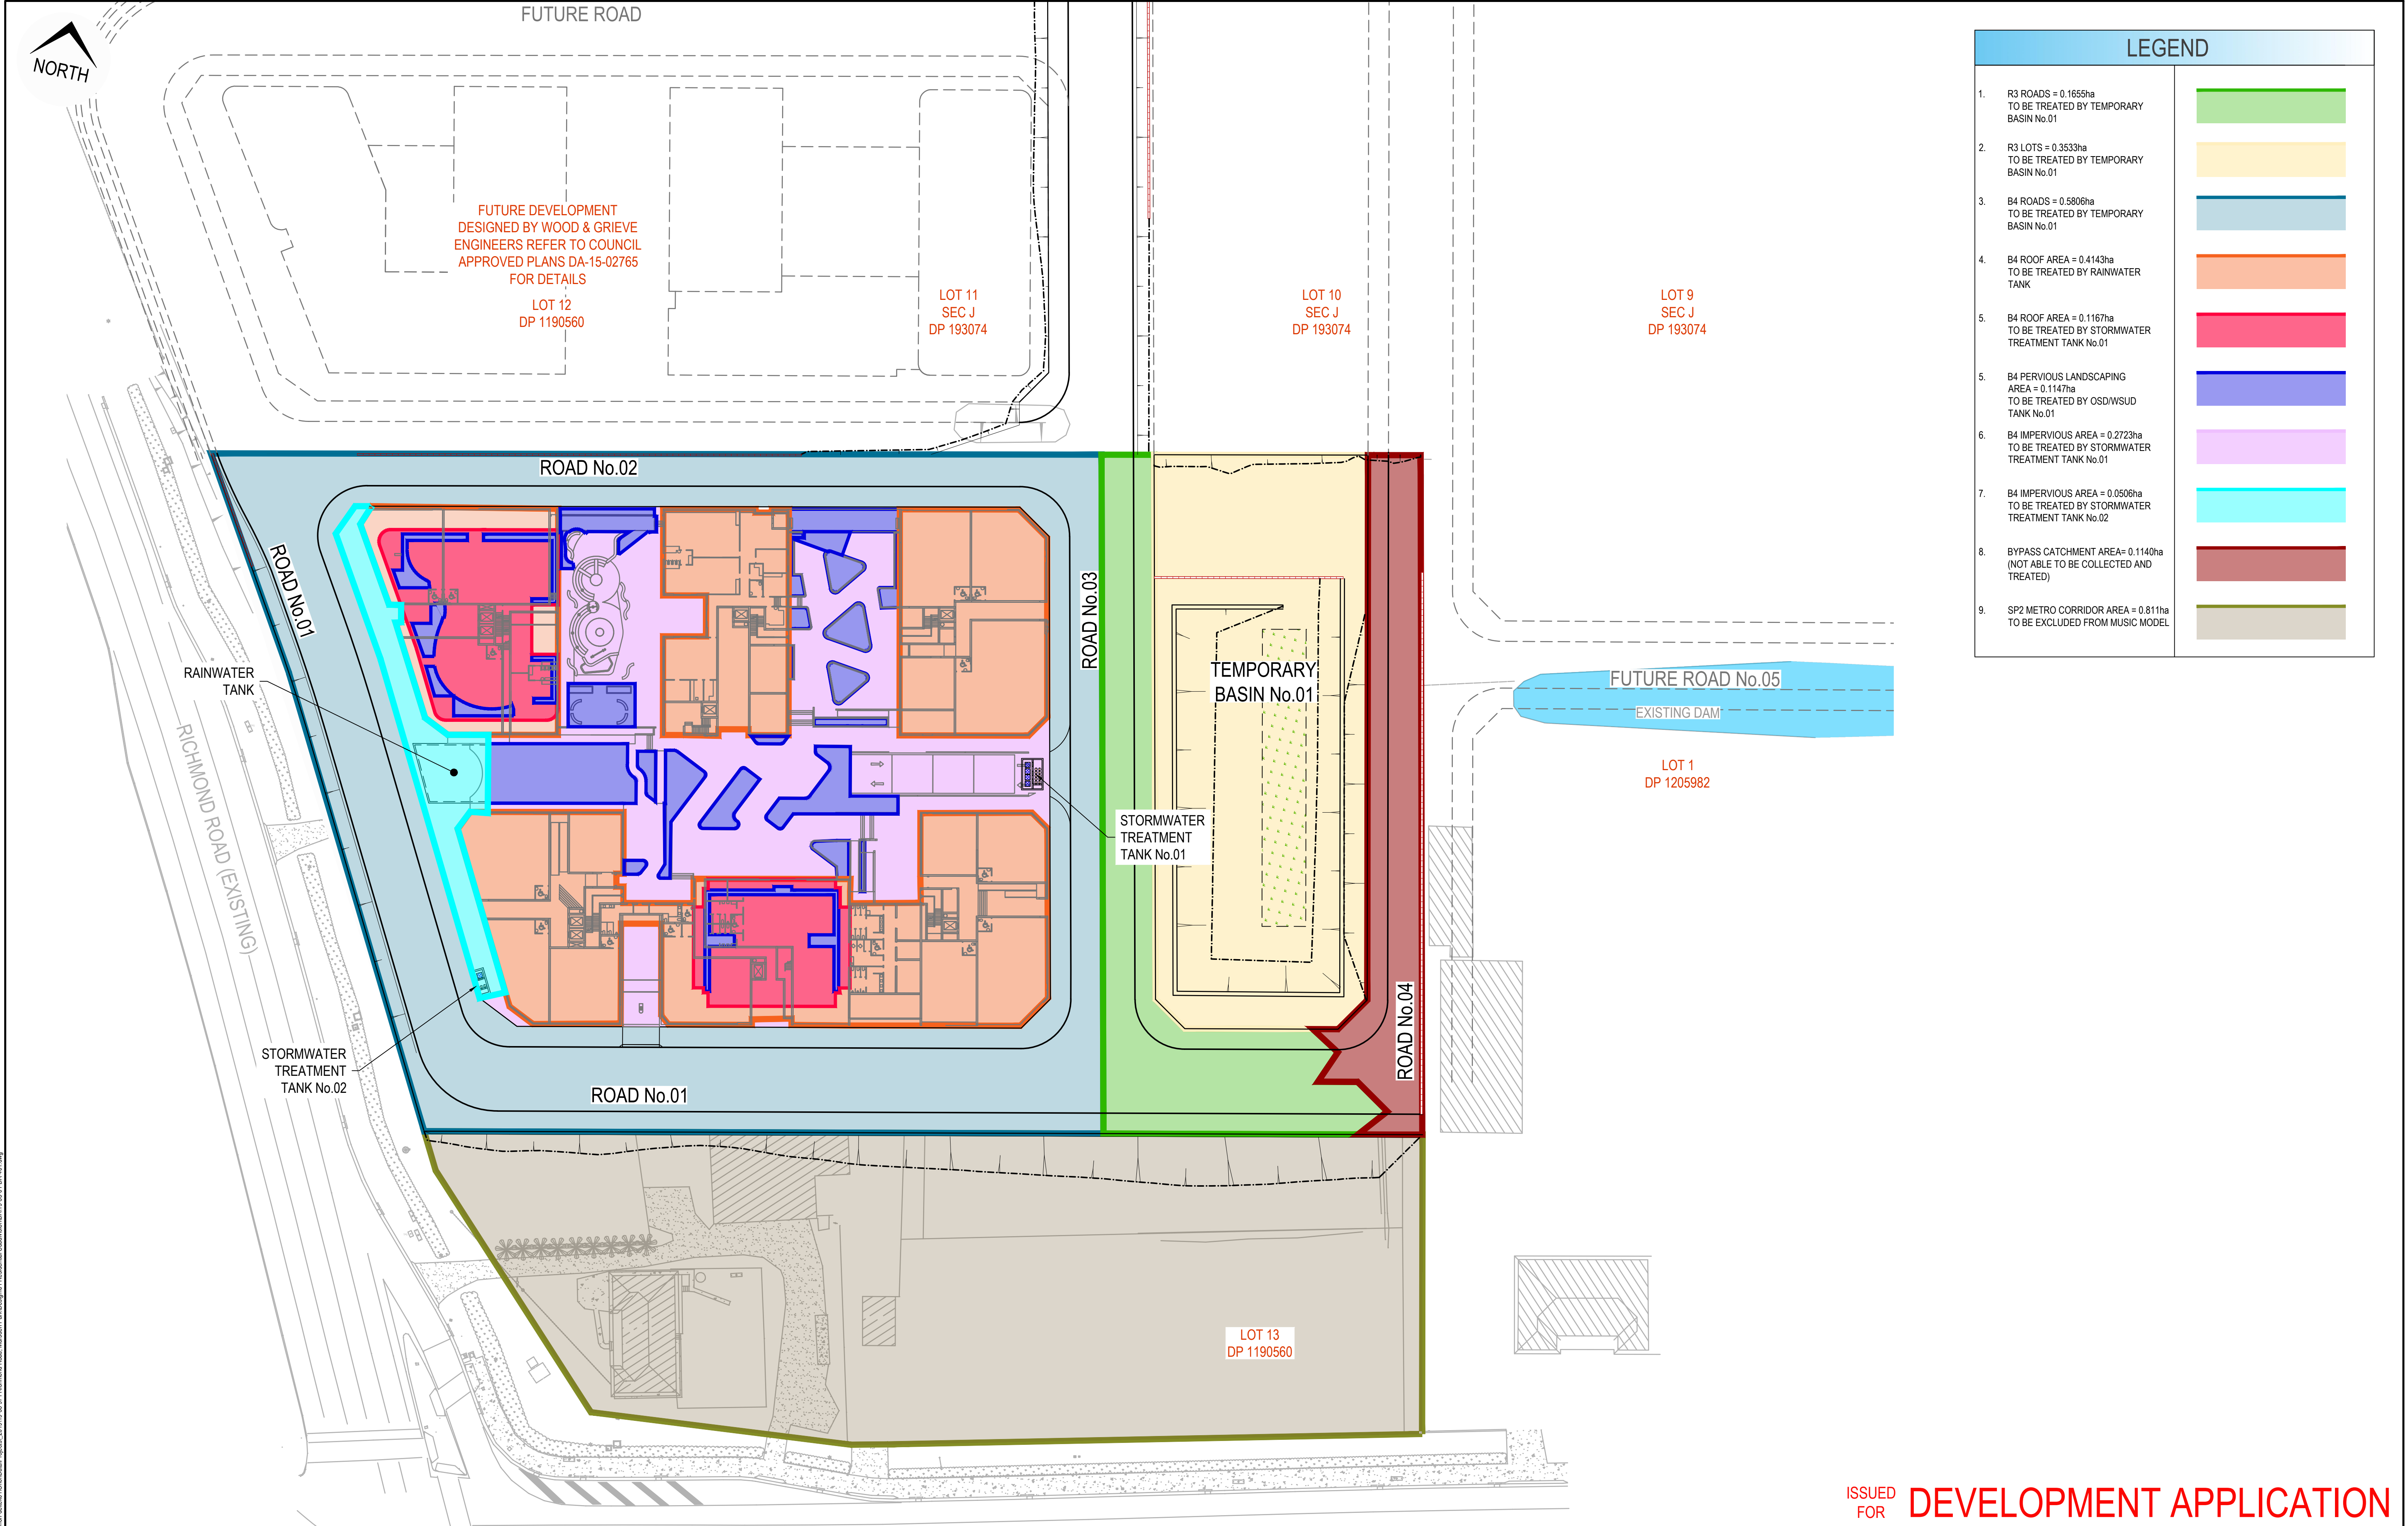 FUTURE ROAD
NORTH
LEGEND
1. R3 ROADS = 0.1655ha
TO BE TREATED BY TEMPORARY
BASIN No.01
2. R3 LOTS = 0.3533ha
TO BE TREATED BY TEMPORARY
BASIN No.01
3. B4 ROADS = 0.5806ha
TO BE TREATED BY TEMPORARY
BASIN No.01
4. B4 ROOF AREA = 0.4143ha
TO BE TREATED BY RAINWATER
TANK
5. B4 ROOF AREA = 0.1167ha
TO BE TREATED BY STORMWATER
TREATMENT TANK No.01
5. B4 PERVIOUS LANDSCAPING
AREA = 0.1147ha
TO BE TREATED BY OSD/WSUD
TANK No.01
6. B4 IMPERVIOUS AREA = 0.2723ha
TO BE TREATED BY STORMWATER
TREATMENT TANK No.01
7. B4 IMPERVIOUS AREA = 0.0506ha
TO BE TREATED BY STORMWATER
TREATMENT TANK No.02
8. BYPASS CATCHMENT AREA= 0.1140ha
(NOT ABLE TO BE COLLECTED AND
TREATED)
9. SP2 METRO CORRIDOR AREA = 0.811ha
TO BE EXCLUDED FROM MUSIC MODEL
FUTURE DEVELOPMENT
DESIGNED BY WOOD & GRIEVE
ENGINEERS REFER TO COUNCIL
APPROVED PLANS DA-15-02765
FOR DETAILS
LOT 12
DP 1190560
LOT 11
SEC J
DP 193074
LOT 10
SEC J
DP 193074
LOT 9
SEC J
DP 193074
ROAD No.02
ROAD No.01
ROAD No.03
RAINWATER
TANK
TEMPORARY
BASIN No.01
FUTURE ROAD No.05
EXISTING DAM
LOT 1
DP 1205982
RICHMOND ROAD (EXISTING)
STORMWATER
TREATMENT
TANK No.01
ROAD No.04
STORMWATER
TREATMENT
TANK No.02
ROAD No.01
LOT 13
DP 1190560
ISSUED
FOR
DEVELOPMENT APPLICATION